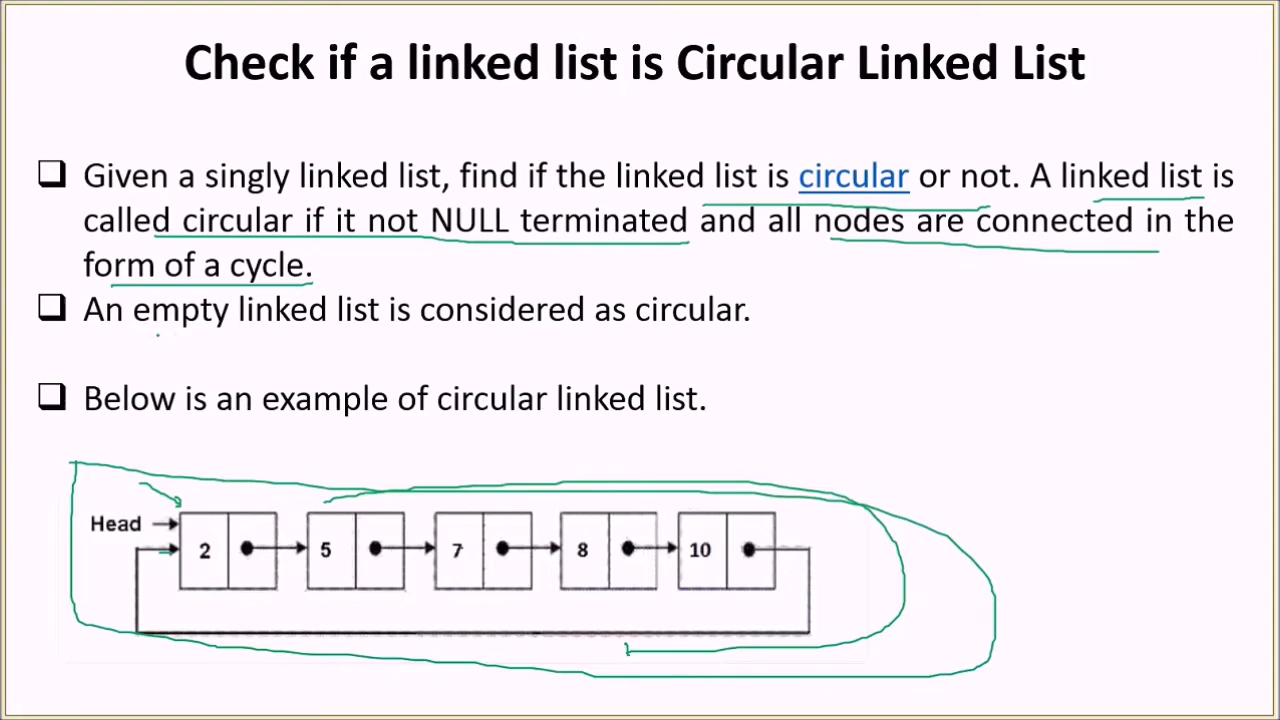 Check if a linked list is Circular Linked List
Given a singly linked list, find if the linked list is circular or not. A linked list is
called circular if it not NULL terminated and all nodes are connected in the
form of a cycle.
An empty linked list is considered as circular.
Below is an example of circular linked list.
Head
2 5 7 8 10